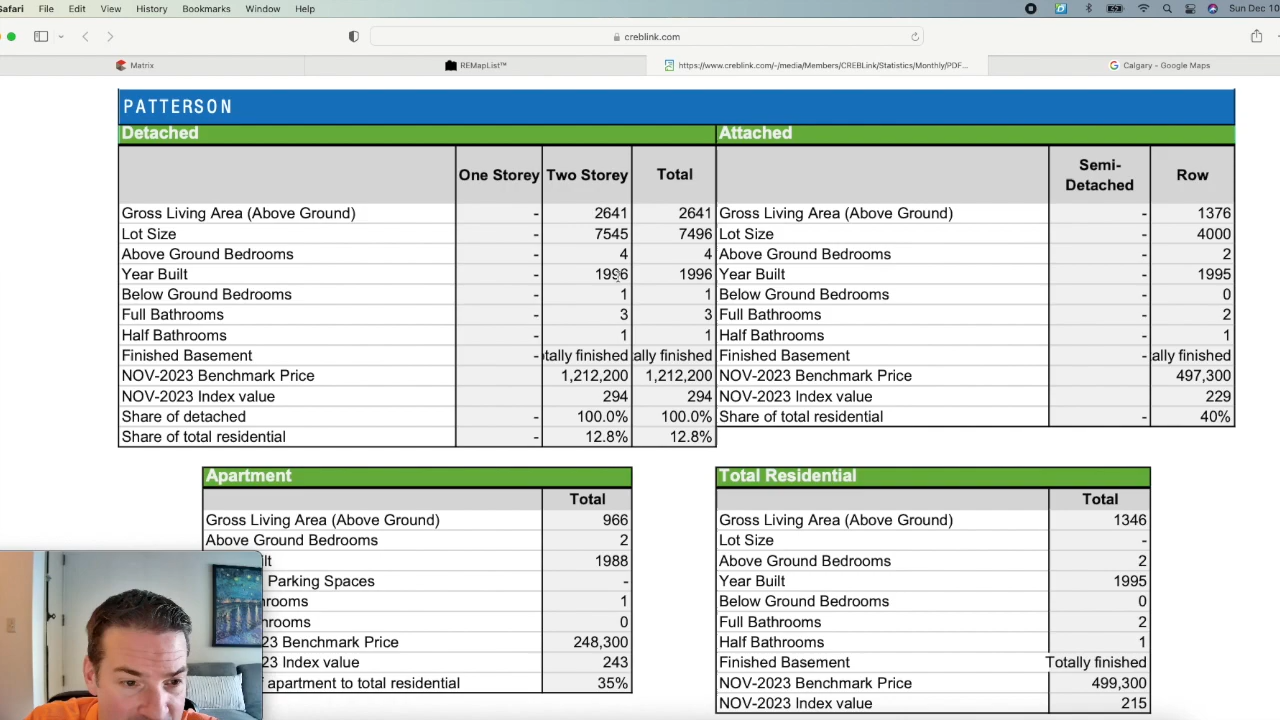 Safari File Edit View History Bookmarks Window Help Sun Dec 10
creblink.com
Matrix REMapList™ https://www.creblink.com/-/media/Members/CREBLink/Statistics/Monthly/PDF... Calgary - Google Maps
PATTERSON
Detached Attached
One Storey Two Storey Total Semi-Detached Row
Gross Living Area (Above Ground) - 2641 2641 Gross Living Area (Above Ground) - 1376
Lot Size - 7545 7496 Lot Size - 4000
Above Ground Bedrooms - 4 4 Above Ground Bedrooms - 2
Year Built - 1996 1996 Year Built - 1995
Below Ground Bedrooms - 1 1 Below Ground Bedrooms - 0
Full Bathrooms - 3 3 Full Bathrooms - 2
Half Bathrooms - 1 1 Half Bathrooms - 1
Finished Basement - tally finished ally finished Finished Basement - ally finished
NOV-2023 Benchmark Price 1,212,200 1,212,200 NOV-2023 Benchmark Price 497,300
NOV-2023 Index value 294 294 NOV-2023 Index value 229
Share of detached - 100.0% 100.0% Share of total residential - 40%
Share of total residential - 12.8% 12.8%
Apartment Total Residential
Total Total
Gross Living Area (Above Ground) 966 Gross Living Area (Above Ground) 1346
Above Ground Bedrooms 2 Lot Size -
ilt 1988 Above Ground Bedrooms 2
Parking Spaces - Year Built 1995
rooms 1 Below Ground Bedrooms 0
rooms 0 Full Bathrooms 2
23 Benchmark Price 248,300 Half Bathrooms 1
23 Index value 243 Finished Basement Totally finished
apartment to total residential 35% NOV-2023 Benchmark Price 499,300
NOV-2023 Index value 215